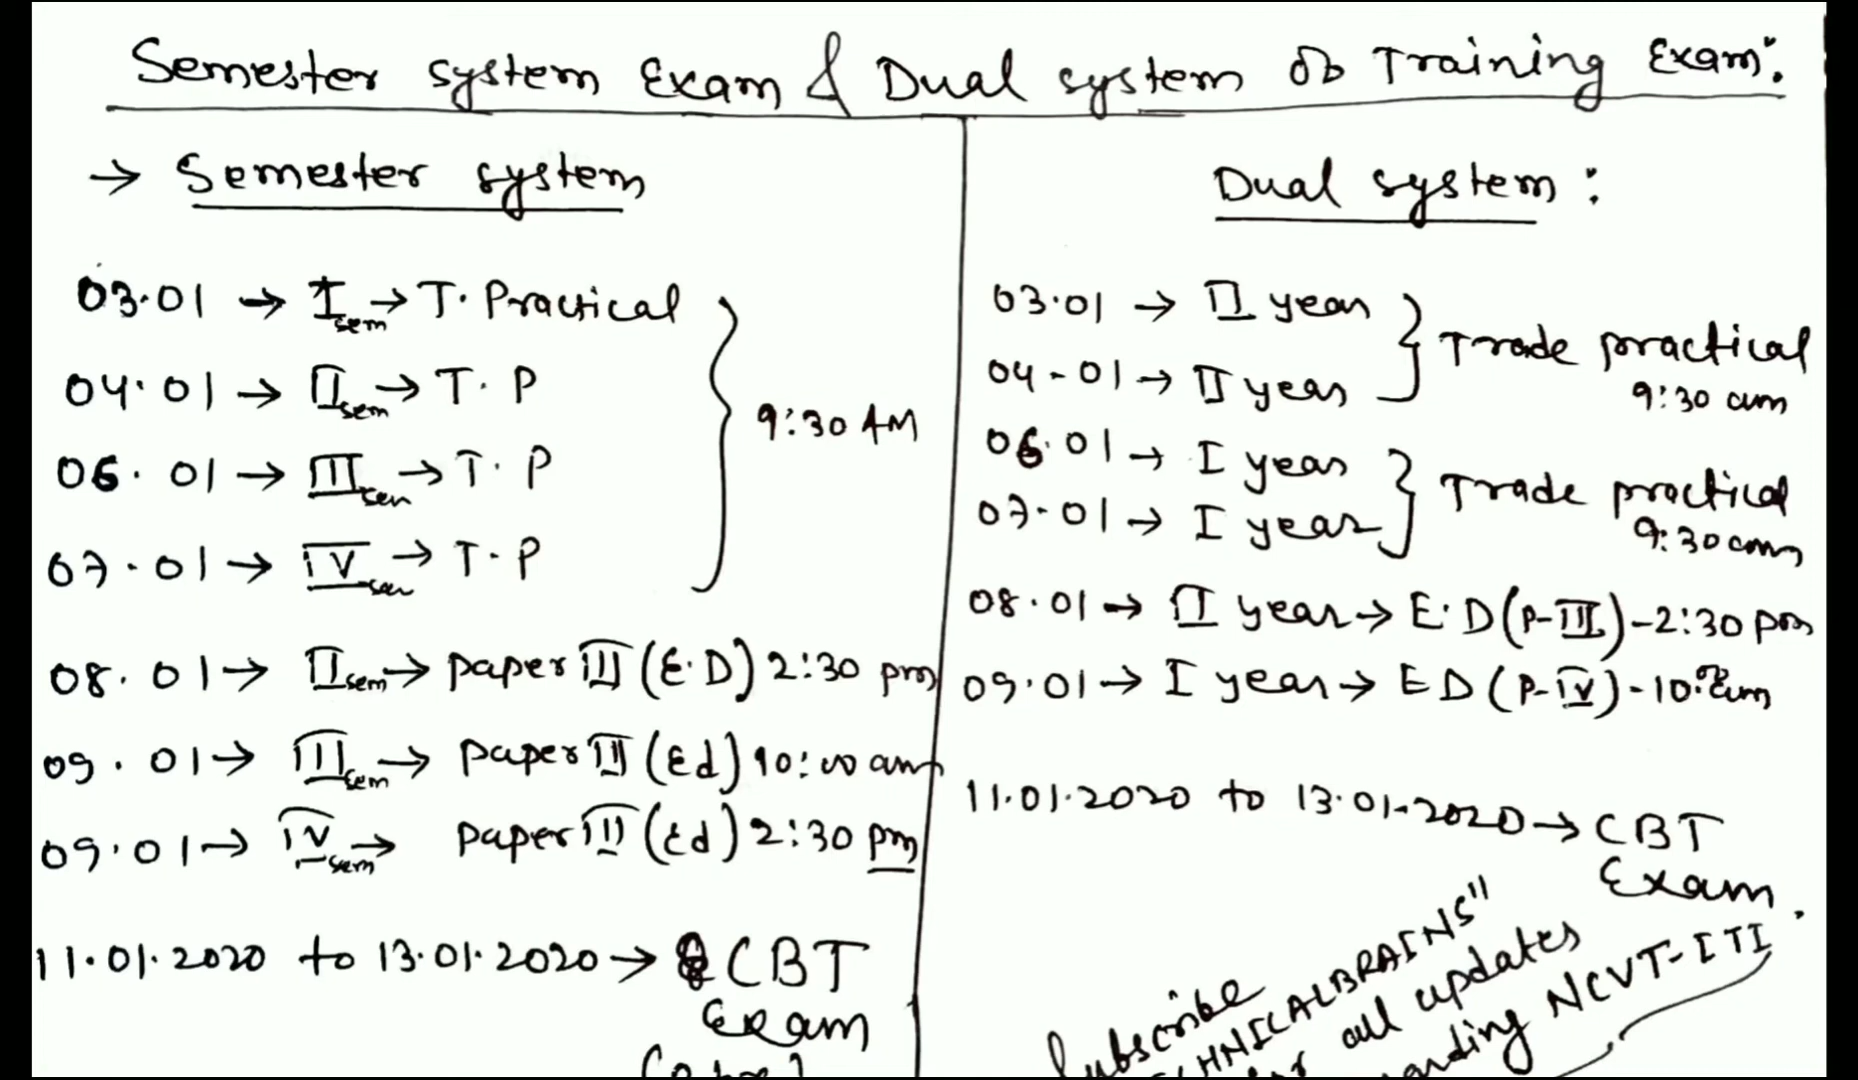 Semester system Exam & Dual system Of Training Exam:
→ Semester system
03.01 → I sem → T. Practical
04.01 → II sem → T. P
06. 01 → III sem → T. P
07.01 → IV sem → T.P
9:30 AM
08.01 → II sem → paper III (E.D) 2:30 pm
09.01 → III sem → paper III (Ed) 10:00 am
09.01 → IV sem → paper III (Ed) 2:30 pm
11.01.2020 to 13.01.2020 → CBT
Exam
Dual system :
03.01 → II year
04-01 → II year
Trade practical
9:30 am
06.01 → I year
07.01 → I year
Trade practical
9:30 am
08.01 → II year → E.D (P-III) - 2:30 pm
09.01 → I year → ED (P-IV) - 10:00 am
11.01.2020 to 13.01.2020 → CBT
Exam.
Subscribe
CHNICALBRAINS"
all updates
NCVT-ITI